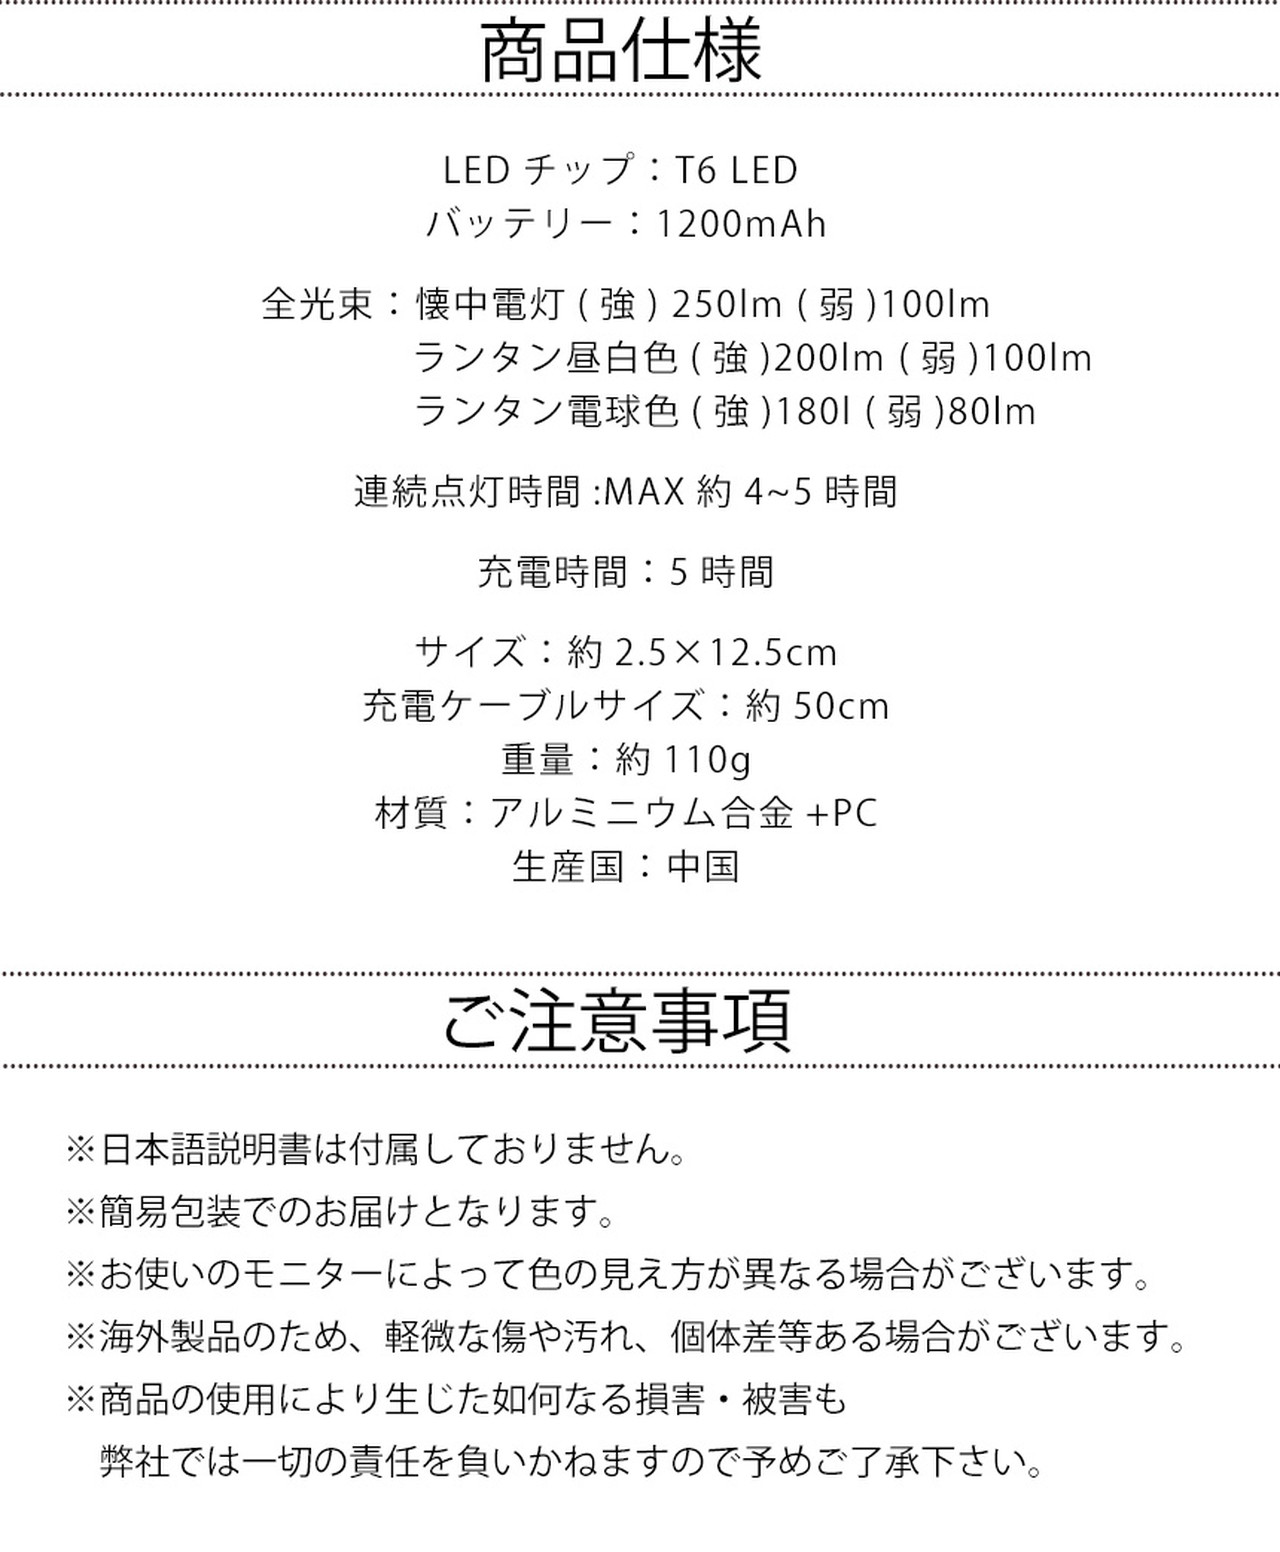 商品仕様
LED チップ：T6 LED
バッテリー：1200mAh
全光束：懐中電灯 ( 強 ) 250lm ( 弱 )100lm
ランタン昼白色 ( 強 )200lm ( 弱 )100lm
ランタン電球色 ( 強 )180l ( 弱 )80lm
連続点灯時間 :MAX 約 4~5 時間
充電時間：5 時間
サイズ：約 2.5×12.5cm
充電ケーブルサイズ：約 50cm
重量：約 110g
材質：アルミニウム合金 +PC
生産国：中国
ご注意事項
※日本語説明書は付属しておりません。
※簡易包装でのお届けとなります。
※お使いのモニターによって色の見え方が異なる場合がございます。
※海外製品のため、軽微な傷や汚れ、個体差等ある場合がございます。
※商品の使用により生じた如何なる損害・被害も
弊社では一切の責任を負いかねますので予めご了承下さい。